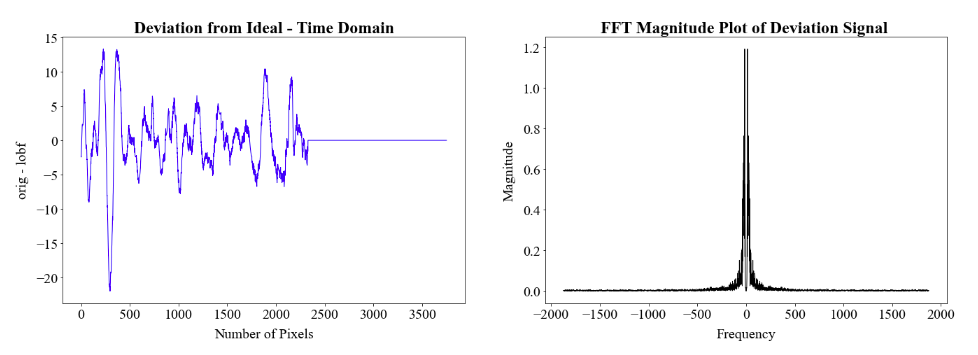 Deviation from Ideal - Time Domain
15
10
5
0
−5
−10
−15
−20
orig - lobf
0 500 1000 1500 2000 2500 3000 3500
Number of Pixels
FFT Magnitude Plot of Deviation Signal
1.2
1.0
0.8
0.6
0.4
0.2
0.0
Magnitude
−2000 −1500 −1000 −500 0 500 1000 1500 2000
Frequency